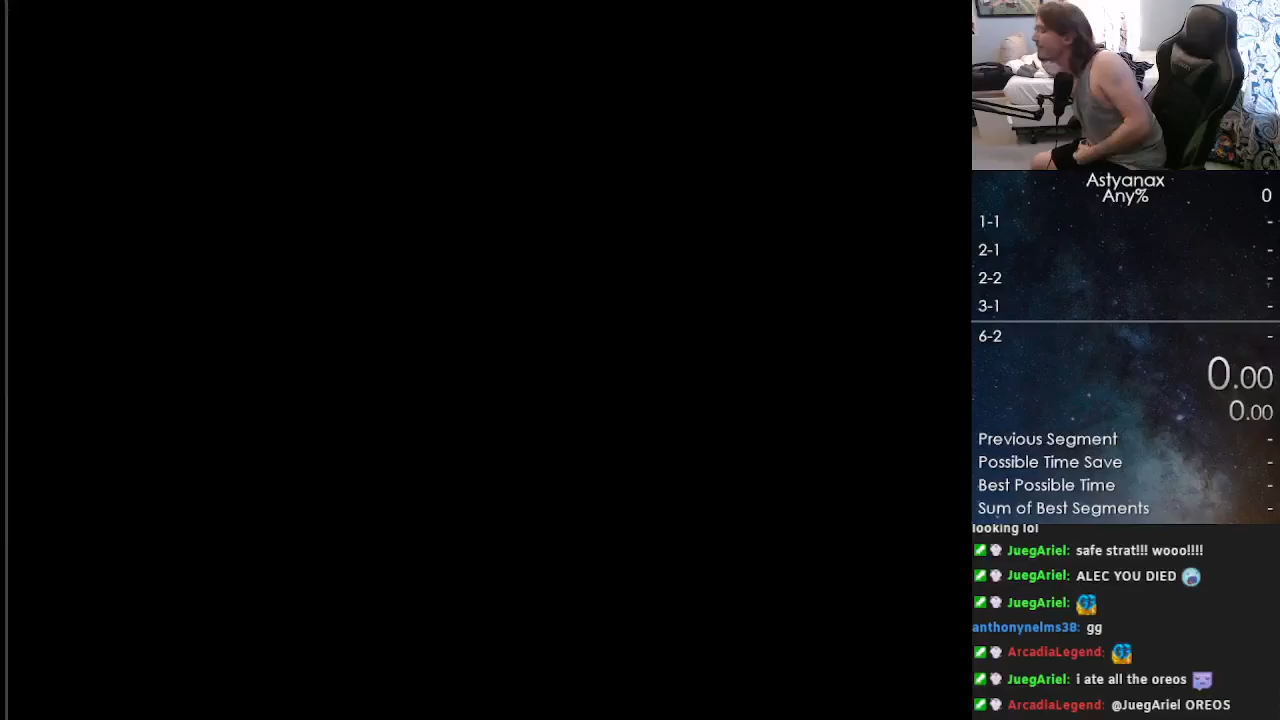 Astyanax
Any%
0
1-1 -
2-1 -
2-2 -
3-1 -
6-2 -
0.00
0.00
Previous Segment -
Possible Time Save -
Best Possible Time -
Sum of Best Segments -
looking lol
JuegAriel: safe strat!!! wooo!!!!
JuegAriel: ALEC YOU DIED
JuegAriel:
anthonynelms38: gg
ArcadiaLegend:
JuegAriel: i ate all the oreos
ArcadiaLegend: @JuegAriel OREOS